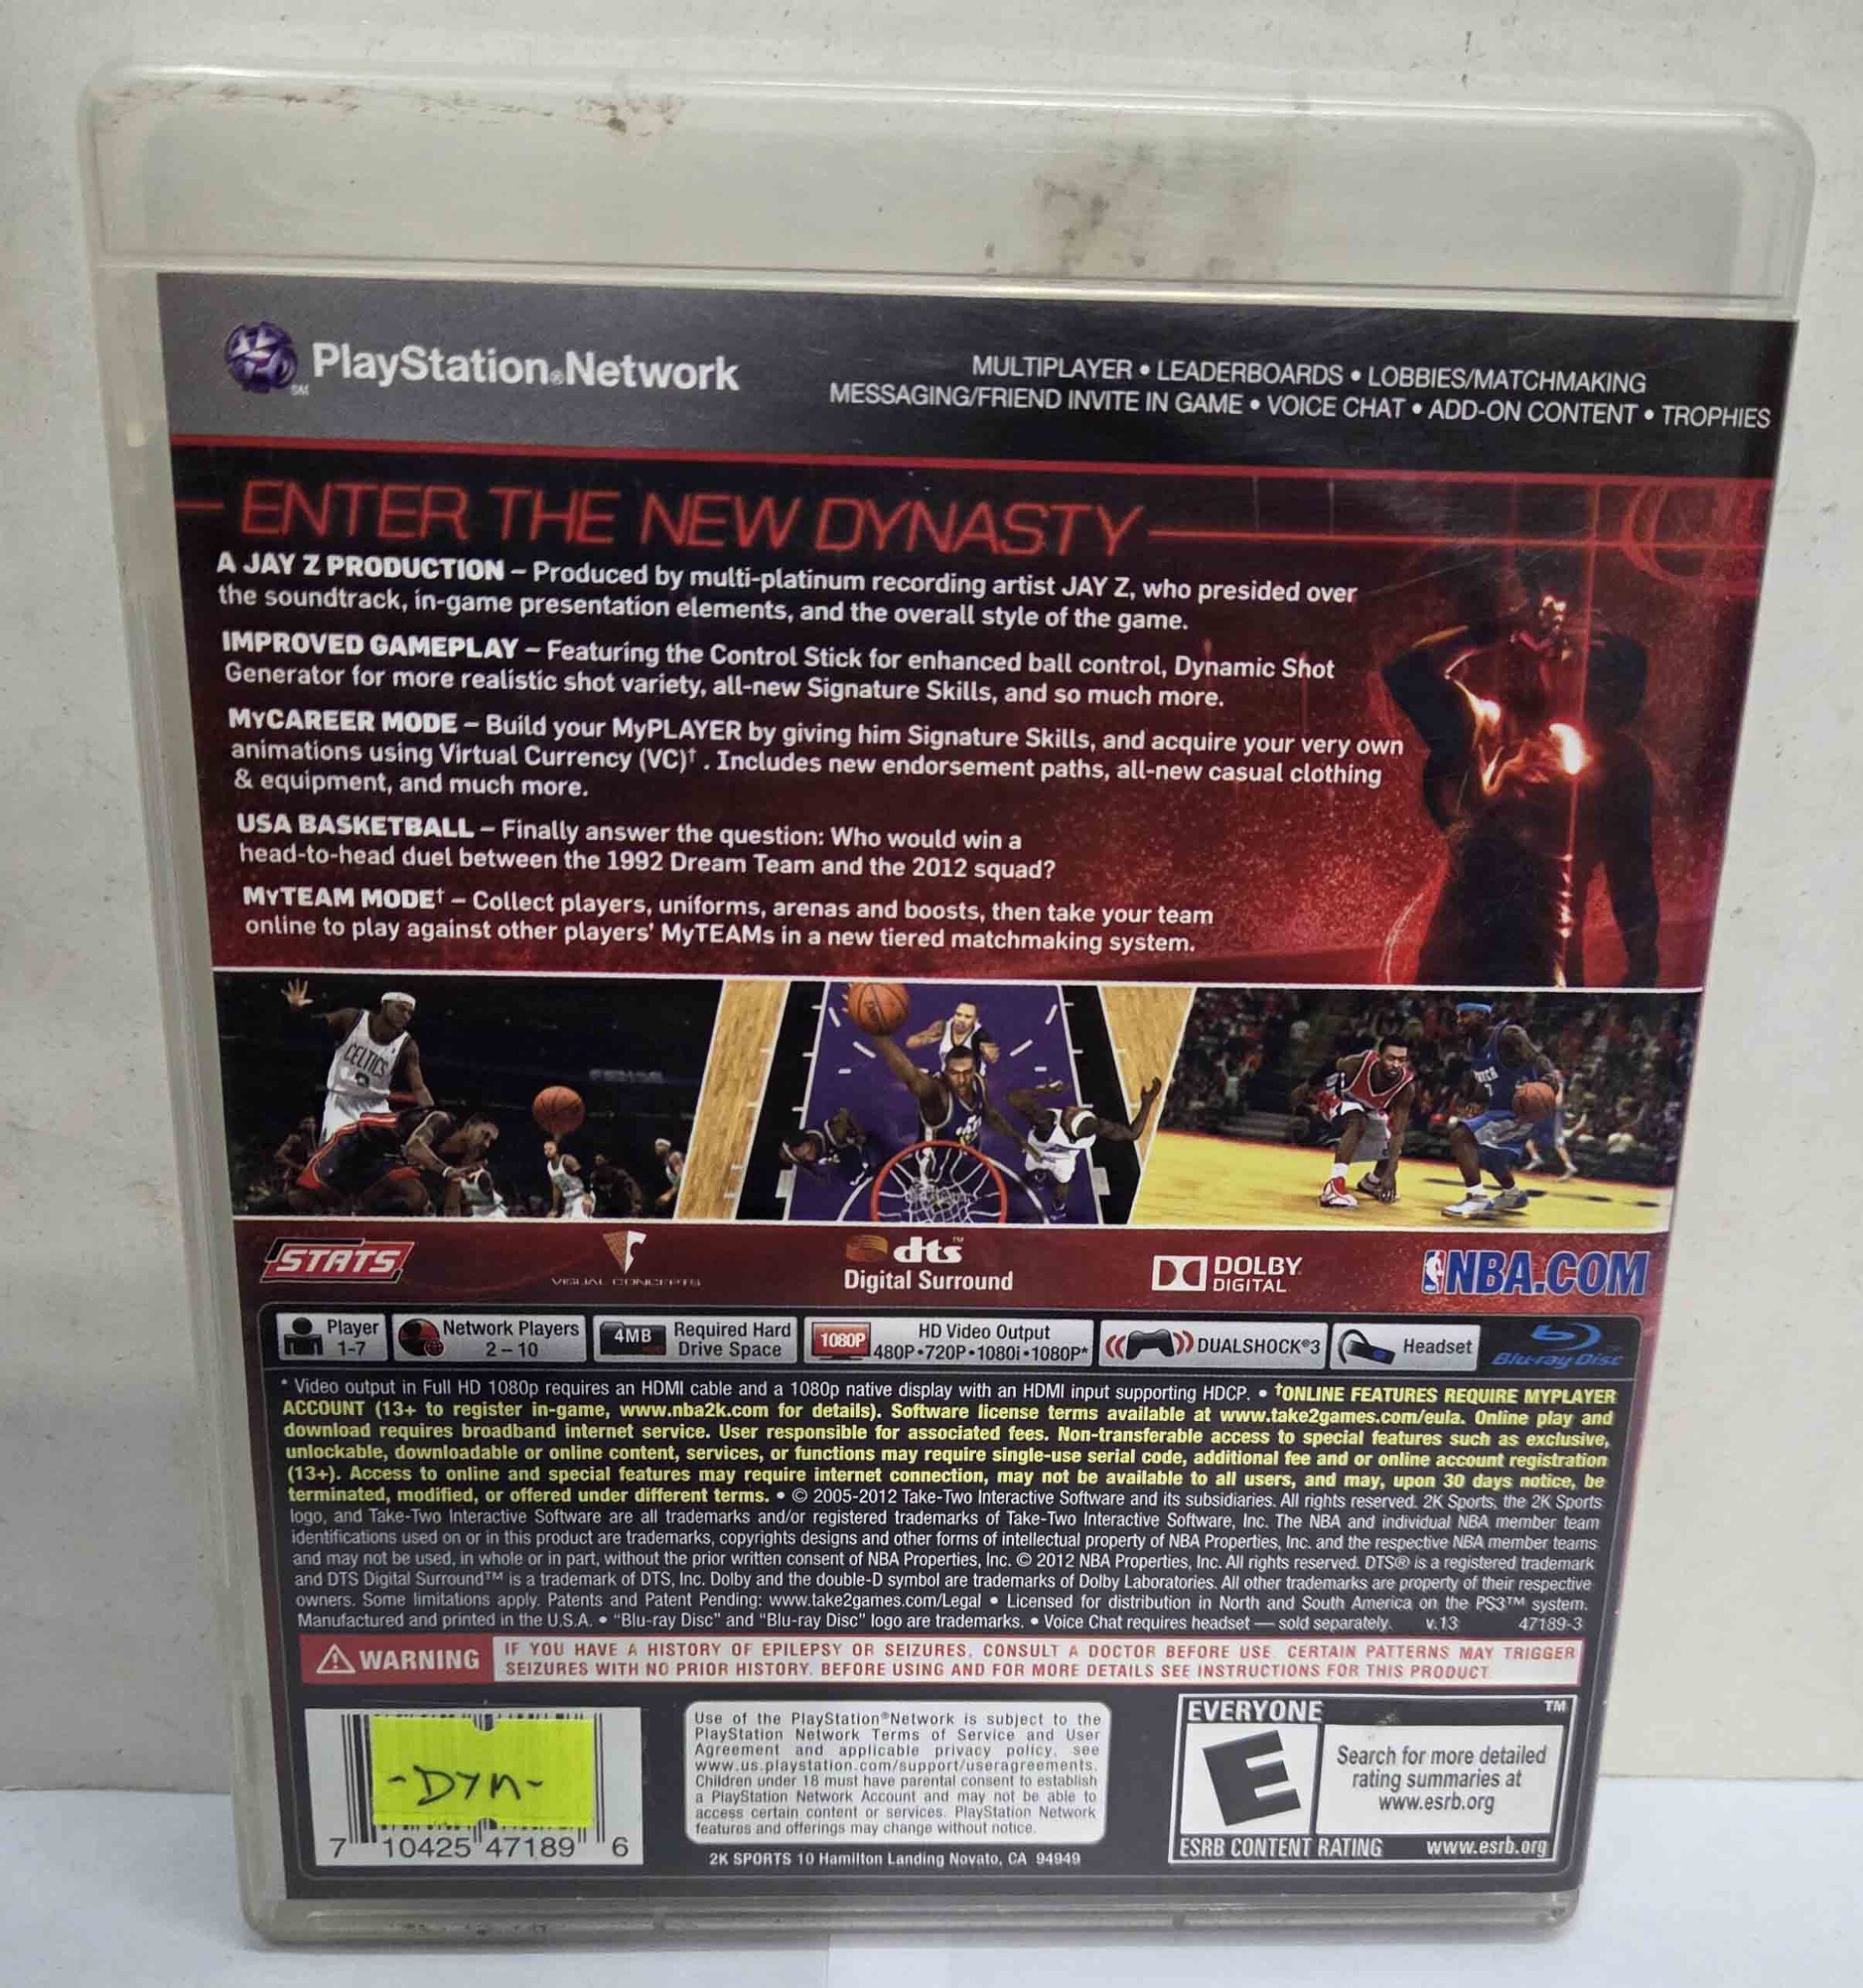 PlayStation®Network
SM
MULTIPLAYER • LEADERBOARDS • LOBBIES/MATCHMAKING
MESSAGING/FRIEND INVITE IN GAME • VOICE CHAT • ADD-ON CONTENT • TROPHIES
ENTER THE NEW DYNASTY
A JAY Z PRODUCTION – Produced by multi-platinum recording artist JAY Z, who presided over
the soundtrack, in-game presentation elements, and the overall style of the game.
IMPROVED GAMEPLAY – Featuring the Control Stick for enhanced ball control, Dynamic Shot
Generator for more realistic shot variety, all-new Signature Skills, and so much more.
MYCAREER MODE – Build your MyPLAYER by giving him Signature Skills, and acquire your very own
animations using Virtual Currency (VC)† . Includes new endorsement paths, all-new casual clothing
& equipment, and much more.
USA BASKETBALL – Finally answer the question: Who would win a
head-to-head duel between the 1992 Dream Team and the 2012 squad?
MYTEAM MODE† – Collect players, uniforms, arenas and boosts, then take your team
online to play against other players' MyTEAMs in a new tiered matchmaking system.
CELTICS
STATS
VISUAL CONCEPTS
dts™
Digital Surround
DOLBY
DIGITAL
NBA.COM
Player
1-7
Network Players
2 – 10
4MB
Required Hard
Drive Space
1080P
HD Video Output
480P•720P•1080i•1080P*
DUALSHOCK®3
Headset
Blu-ray Disc
* Video output in Full HD 1080p requires an HDMI cable and a 1080p native display with an HDMI input supporting HDCP. • †ONLINE FEATURES REQUIRE MYPLAYER
ACCOUNT (13+ to register in-game, www.nba2k.com for details). Software license terms available at www.take2games.com/eula. Online play and
download requires broadband internet service. User responsible for associated fees. Non-transferable access to special features such as exclusive,
unlockable, downloadable or online content, services, or functions may require single-use serial code, additional fee and or online account registration
(13+). Access to online and special features may require internet connection, may not be available to all users, and may, upon 30 days notice, be
terminated, modified, or offered under different terms. • © 2005-2012 Take-Two Interactive Software and its subsidiaries. All rights reserved. 2K Sports, the 2K Sports
logo, and Take-Two Interactive Software are all trademarks and/or registered trademarks of Take-Two Interactive Software, Inc. The NBA and individual NBA member team
identifications used on or in this product are trademarks, copyrights designs and other forms of intellectual property of NBA Properties, Inc. and the respective NBA member teams
and may not be used, in whole or in part, without the prior written consent of NBA Properties, Inc. © 2012 NBA Properties, Inc. All rights reserved. DTS® is a registered trademark
and DTS Digital Surround™ is a trademark of DTS, Inc. Dolby and the double-D symbol are trademarks of Dolby Laboratories. All other trademarks are property of their respective
owners. Some limitations apply. Patents and Patent Pending: www.take2games.com/Legal • Licensed for distribution in North and South America on the PS3™ system.
Manufactured and printed in the U.S.A. • "Blu-ray Disc" and "Blu-ray Disc" logo are trademarks. • Voice Chat requires headset — sold separately. v.13 47189-3
WARNING
IF YOU HAVE A HISTORY OF EPILEPSY OR SEIZURES, CONSULT A DOCTOR BEFORE USE. CERTAIN PATTERNS MAY TRIGGER
SEIZURES WITH NO PRIOR HISTORY. BEFORE USING AND FOR MORE DETAILS SEE INSTRUCTIONS FOR THIS PRODUCT.
-DYN-
7 10425 47189 6
Use of the PlayStation®Network is subject to the
PlayStation Network Terms of Service and User
Agreement and applicable privacy policy, see
www.us.playstation.com/support/useragreements.
Children under 18 must have parental consent to establish
a PlayStation Network Account and may not be able to
access certain content or services. PlayStation Network
features and offerings may change without notice.
2K SPORTS 10 Hamilton Landing Novato, CA 94949
EVERYONE
TM
E
Search for more detailed
rating summaries at
www.esrb.org
ESRB CONTENT RATING www.esrb.org